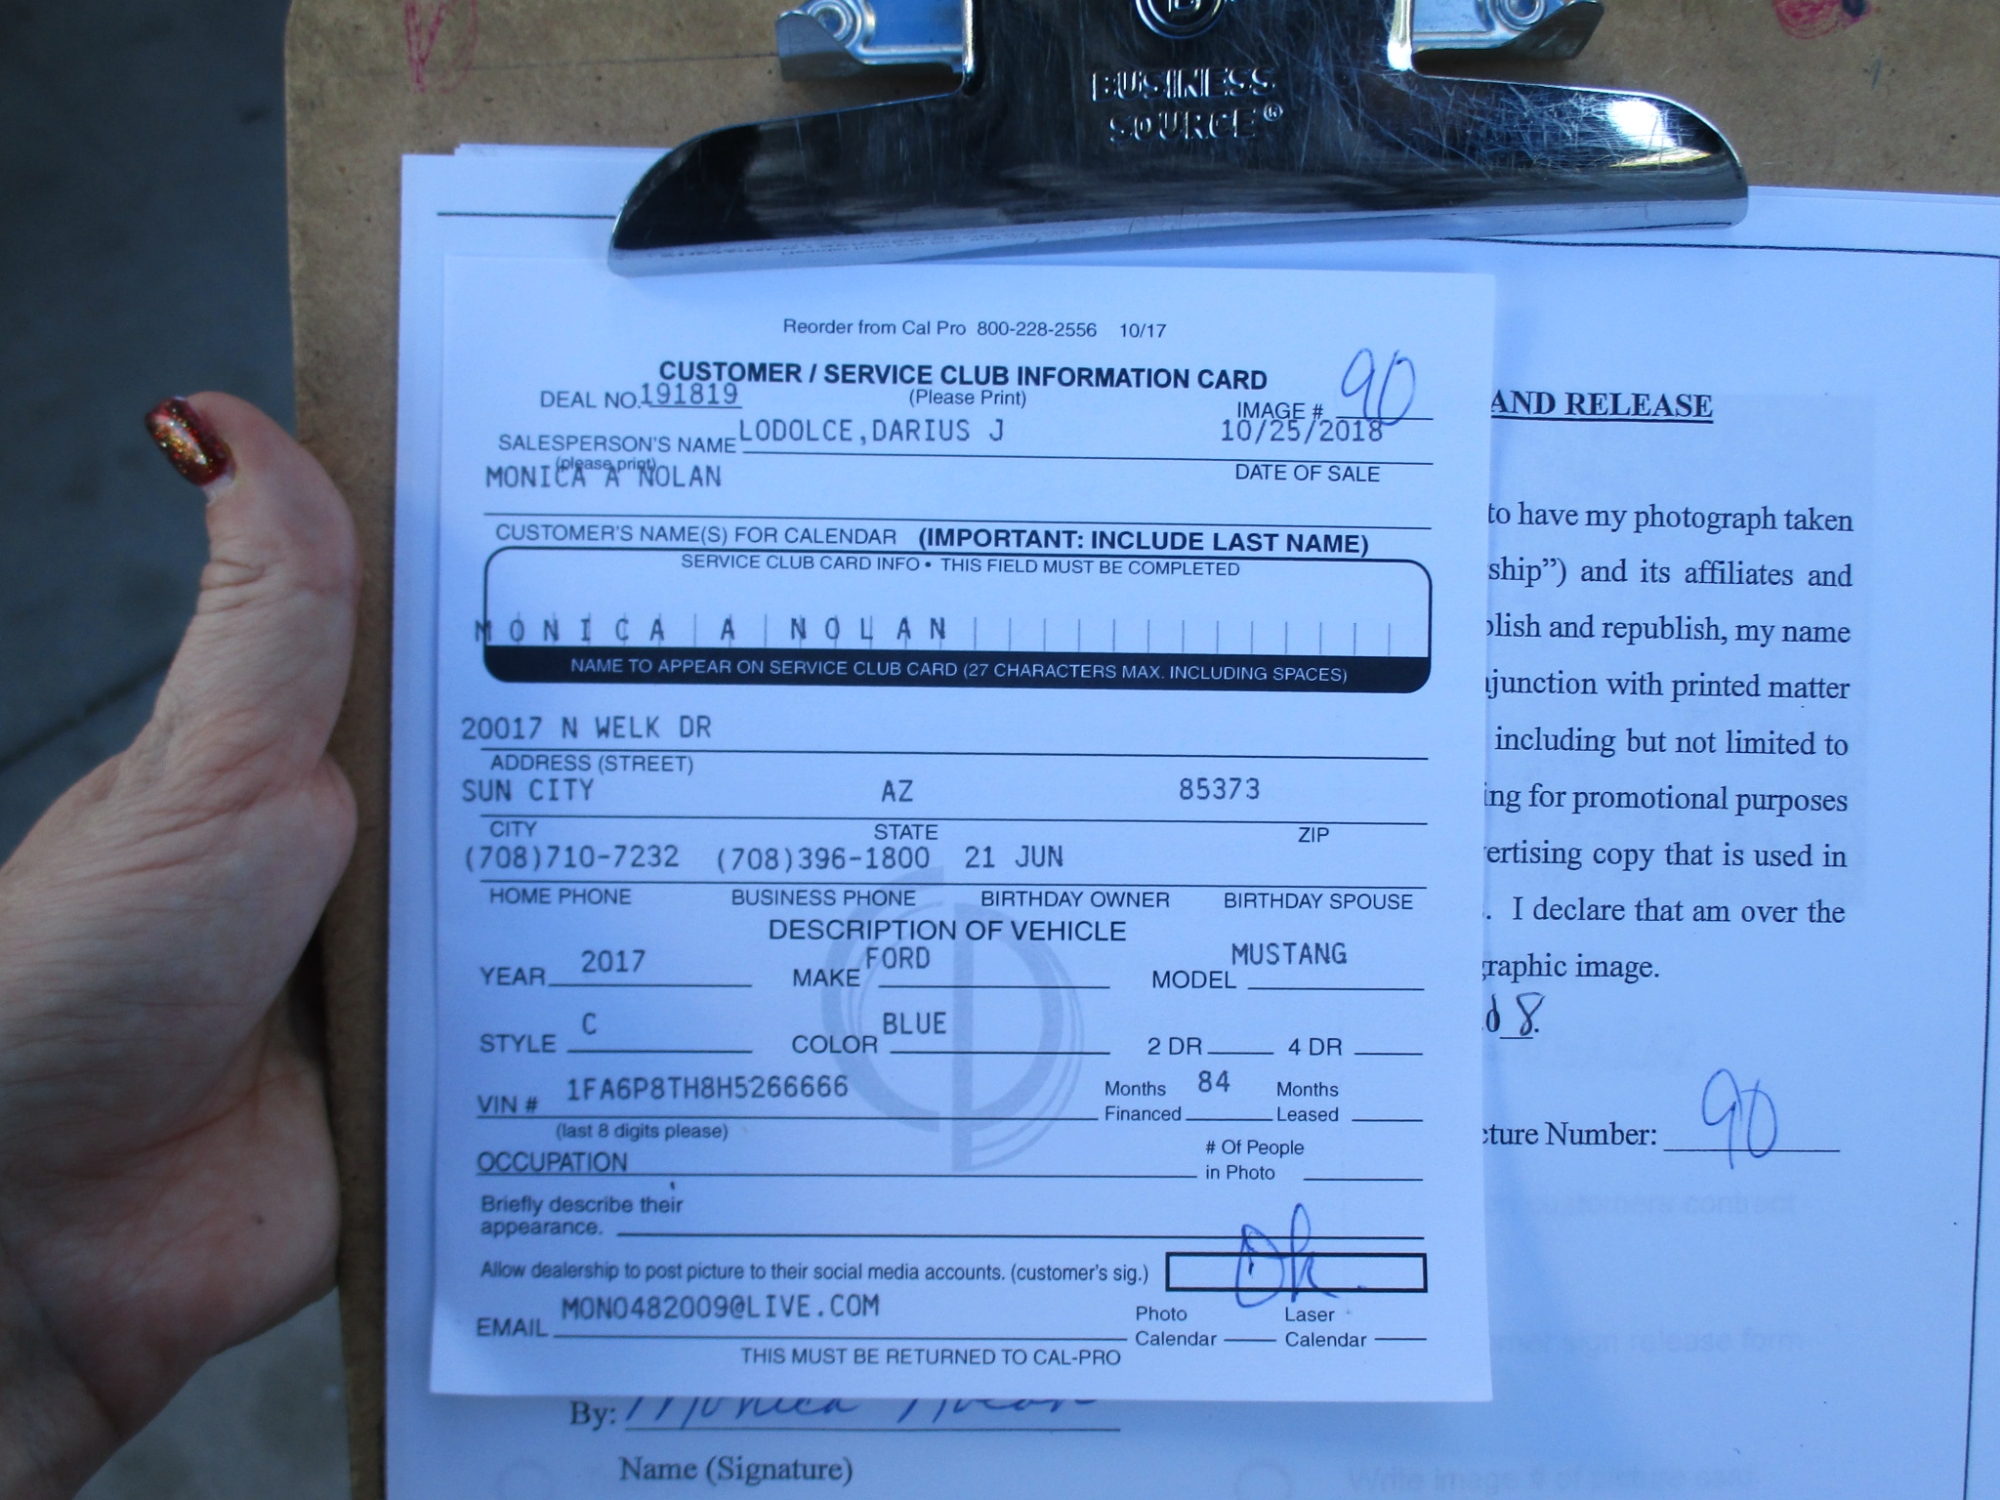 BUSINESS
SOURCE®
Reorder from Cal Pro 800-228-2556 10/17
CUSTOMER / SERVICE CLUB INFORMATION CARD
DEAL NO. 191819 (Please Print) IMAGE # 90
SALESPERSON'S NAME LODOLCE,DARIUS J 10/25/2018
(please print) DATE OF SALE
MONICA A NOLAN
CUSTOMER'S NAME(S) FOR CALENDAR (IMPORTANT: INCLUDE LAST NAME)
SERVICE CLUB CARD INFO • THIS FIELD MUST BE COMPLETED
MONICA A NOLAN
NAME TO APPEAR ON SERVICE CLUB CARD (27 CHARACTERS MAX. INCLUDING SPACES)
20017 N WELK DR
ADDRESS (STREET)
SUN CITY AZ 85373
CITY STATE ZIP
(708)710-7232 (708)396-1800 21 JUN
HOME PHONE BUSINESS PHONE BIRTHDAY OWNER BIRTHDAY SPOUSE
DESCRIPTION OF VEHICLE
YEAR 2017 MAKE FORD MODEL MUSTANG
STYLE C COLOR BLUE 2 DR 4 DR
VIN # 1FA6P8TH8H5266666 Months Financed 84 Months Leased
(last 8 digits please)
OCCUPATION # Of People in Photo
Briefly describe their
appearance.
Allow dealership to post picture to their social media accounts. (customer's sig.) Ok
EMAIL MONO482009@LIVE.COM Photo Calendar Laser Calendar
THIS MUST BE RETURNED TO CAL-PRO
AND RELEASE
to have my photograph taken
ship") and its affiliates and
blish and republish, my name
junction with printed matter
including but not limited to
ing for promotional purposes
ertising copy that is used in
. I declare that am over the
graphic image.
d 8.
cture Number: 90
By: Monica Nolan
Name (Signature)